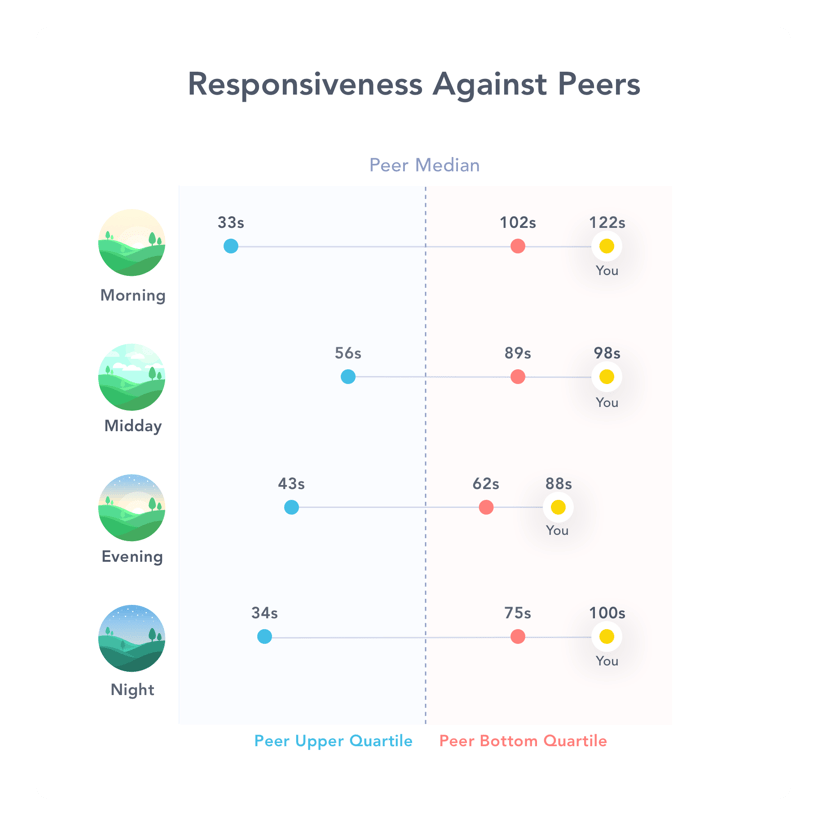 Responsiveness Against Peers
Peer Median
33s 102s 122s
You
Morning
56s 89s 98s
You
Midday
43s 62s 88s
You
Evening
34s 75s 100s
You
Night
Peer Upper Quartile Peer Bottom Quartile